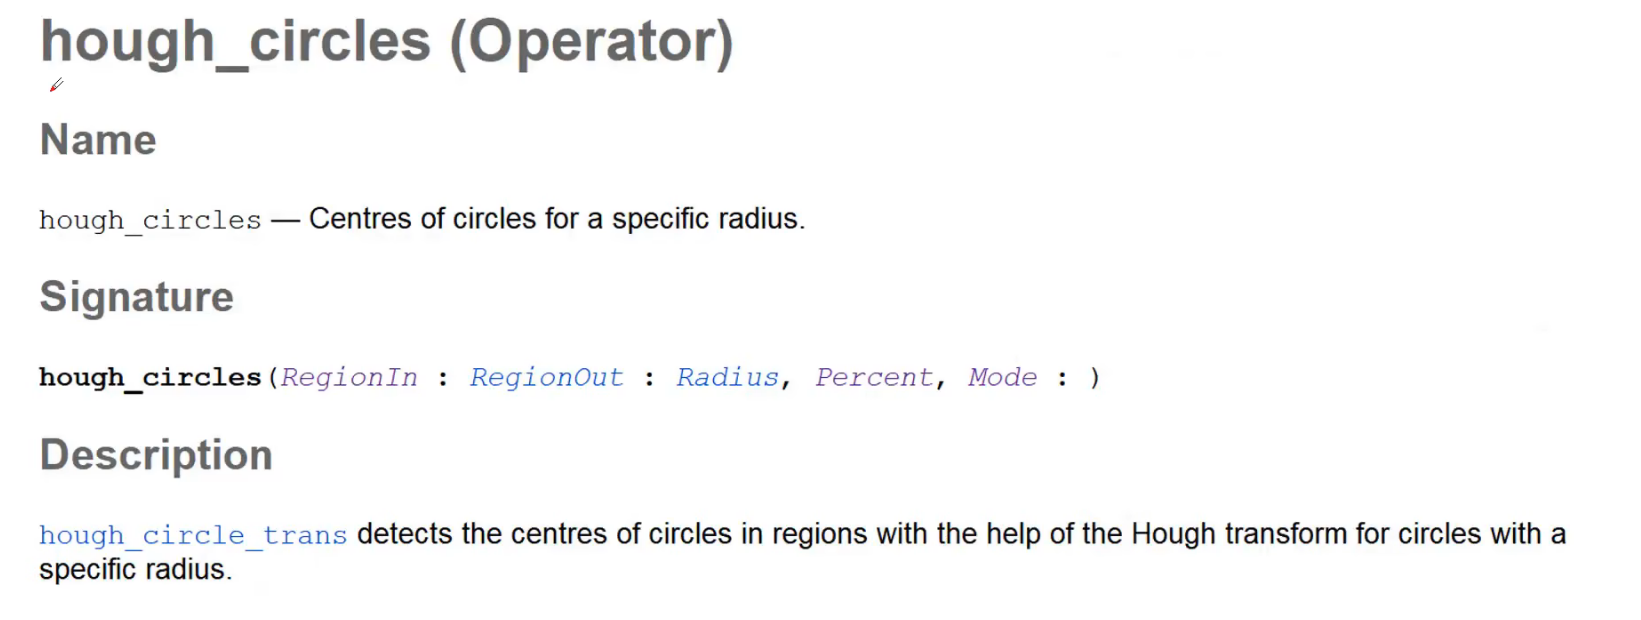 hough_circles (Operator)
Name
hough_circles — Centres of circles for a specific radius.
Signature
hough_circles(RegionIn : RegionOut : Radius, Percent, Mode : )
Description
hough_circle_trans detects the centres of circles in regions with the help of the Hough transform for circles with a
specific radius.